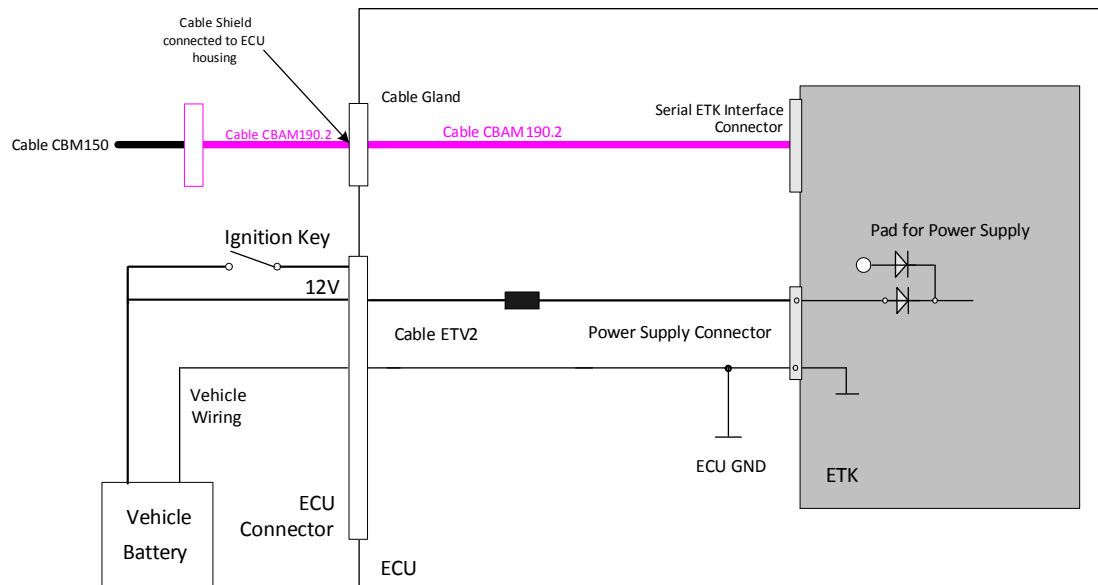 Cable Shield
connected to ECU
housing
Cable Gland
Serial ETK Interface
Connector
Cable CBM150
Cable CBAM190.2
Cable CBAM190.2
Ignition Key
Pad for Power Supply
12V
Cable ETV2
Power Supply Connector
Vehicle
Wiring
ECU GND
ETK
ECU
Connector
Vehicle
Battery
ECU